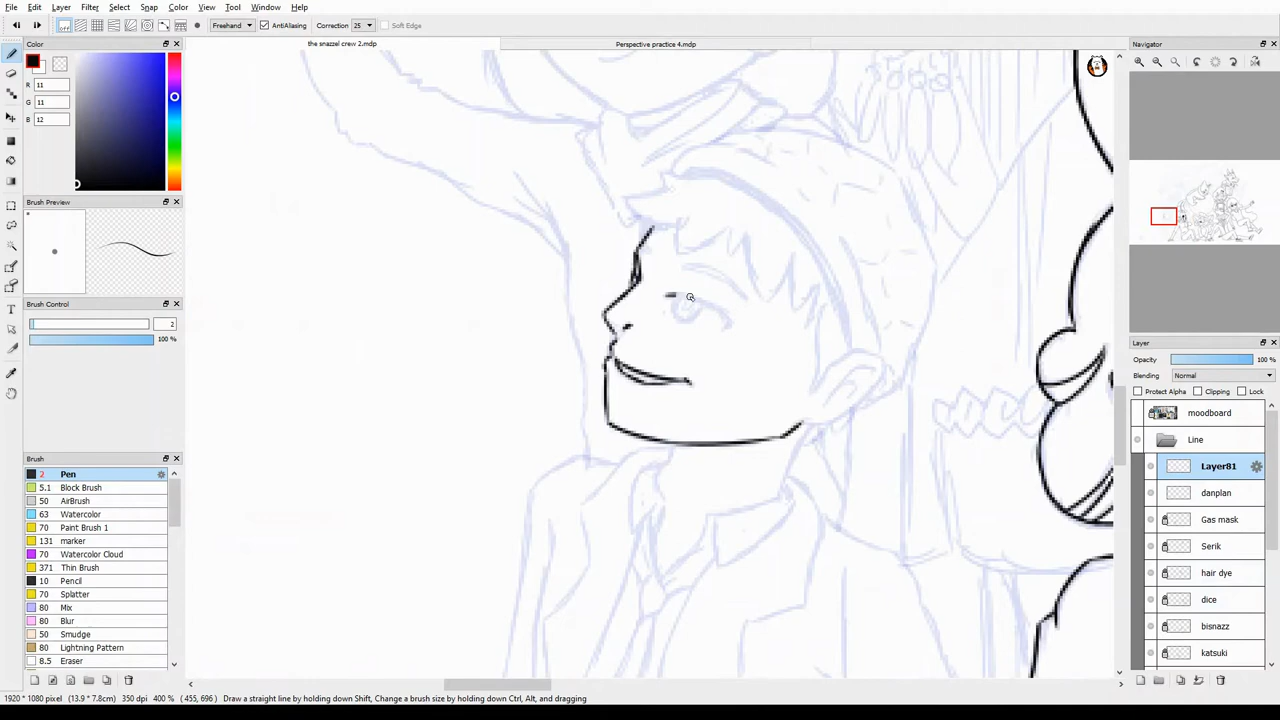 File Edit Layer Filter Select Snap Color View Tool Window Help
Freehand AntiAliasing Correction 25 Soft Edge
the snazzel crew 2.mdp Perspective practice 4.mdp
Color
R 11
G 11
B 12
Brush Preview
Brush Control
2
100 %
Brush
2 Pen
5.1 Block Brush
50 AirBrush
63 Watercolor
70 Paint Brush 1
131 marker
70 Watercolor Cloud
371 Thin Brush
10 Pencil
70 Splatter
80 Mix
80 Blur
50 Smudge
80 Lightning Pattern
8.5 Eraser
Navigator
Layer
Opacity 100 %
Blending Normal
Protect Alpha Clipping Lock
moodboard
Line
Layer81
danplan
Gas mask
Serik
hair dye
dice
bisnazz
katsuki
1920 * 1080 pixel (13.9 * 7.8cm) 350 dpi 400 % ( 455, 696 ) Draw a straight line by holding down Shift, Change a brush size by holding down Ctrl, Alt, and dragging